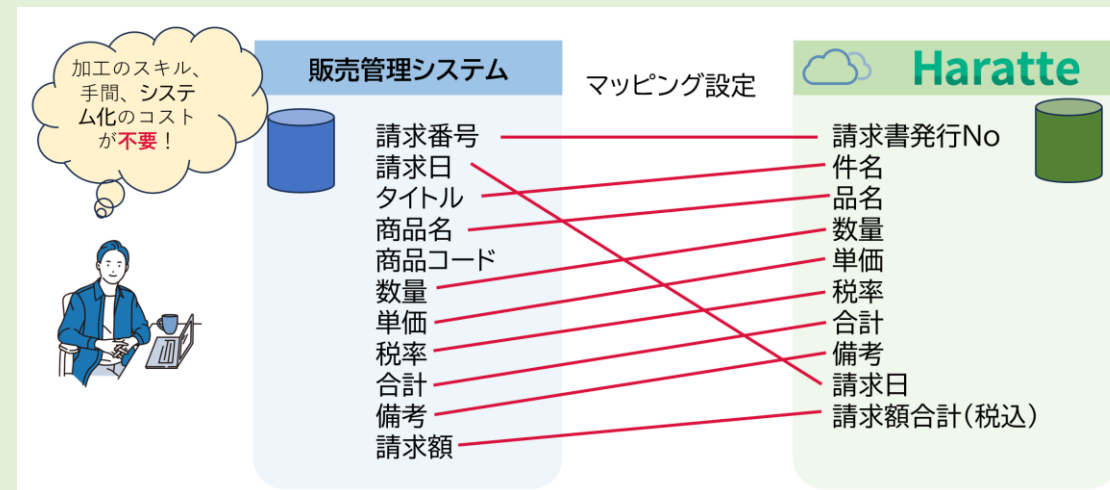 加工のスキル、
手間、システ
ム化のコスト
が不要！
販売管理システム
請求番号
請求日
タイトル
商品名
商品コード
数量
単価
税率
合計
備考
請求額
マッピング設定
Haratte
請求書発行No
件名
品名
数量
単価
税率
合計
備考
請求日
請求額合計(税込)